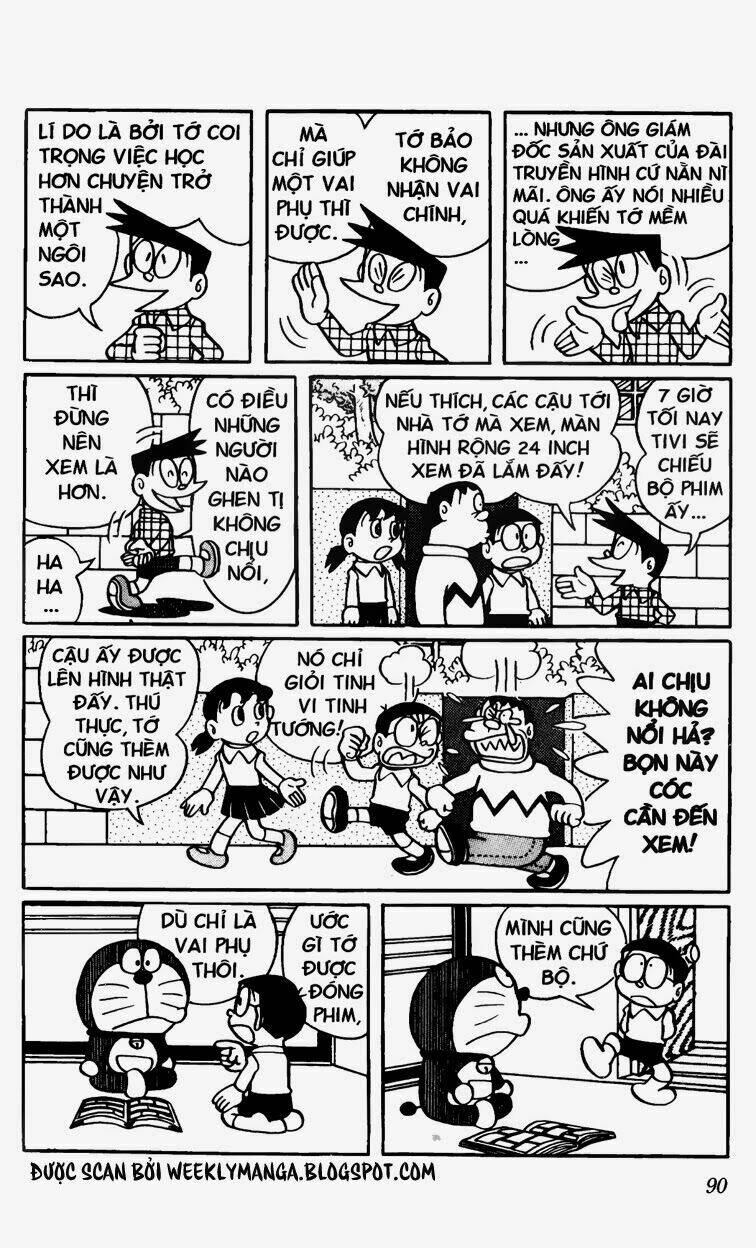 ... NHƯNG ÔNG GIÁM
ĐỐC SẢN XUẤT CỦA ĐÀI
TRUYỀN HÌNH CỨ NẰN NÌ
MÃI. ÔNG ẤY NÓI NHIỀU
QUÁ KHIẾN TỚ MỀM
LÒNG
...
TỚ BẢO
KHÔNG
NHẬN VAI
CHÍNH,
MÀ
CHỈ GIÚP
MỘT VAI
PHỤ THÌ
ĐƯỢC.
LÍ DO LÀ BỞI TỚ COI
TRỌNG VIỆC HỌC
HƠN CHUYỆN TRỞ
THÀNH
MỘT
NGÔI
SAO.
7 GIỜ
TỐI NAY
TIVI SẼ
CHIẾU
BỘ PHIM
ẤY...
NẾU THÍCH, CÁC CẬU TỚI
NHÀ TỚ MÀ XEM, MÀN
HÌNH RỘNG 24 INCH
XEM ĐÃ LẮM ĐẤY!
CÓ ĐIỀU
NHỮNG
NGƯỜI
NÀO
GHEN TỊ
KHÔNG
CHỊU
NỔI,
THÌ
ĐỪNG
NÊN
XEM LÀ
HƠN.
HA
HA
...
AI CHỊU
KHÔNG
NỔI HẢ?
BỌN NÀY
CÓC
CẦN ĐẾN
XEM!
NÓ CHỈ
GIỎI TINH
VI TINH
TƯỚNG!
CẬU ẤY ĐƯỢC
LÊN HÌNH THẬT
ĐẤY. THÚ
THỰC, TỚ
CŨNG THÈM
ĐƯỢC NHƯ
VẬY.
MÌNH CŨNG
THÈM CHỨ
BỘ.
ƯỚC
GÌ TỚ
ĐƯỢC
ĐÓNG
PHIM,
DÙ CHỈ LÀ
VAI PHỤ
THÔI.
ĐƯỢC SCAN BỞI WEEKLYMANGA.BLOGSPOT.COM
90